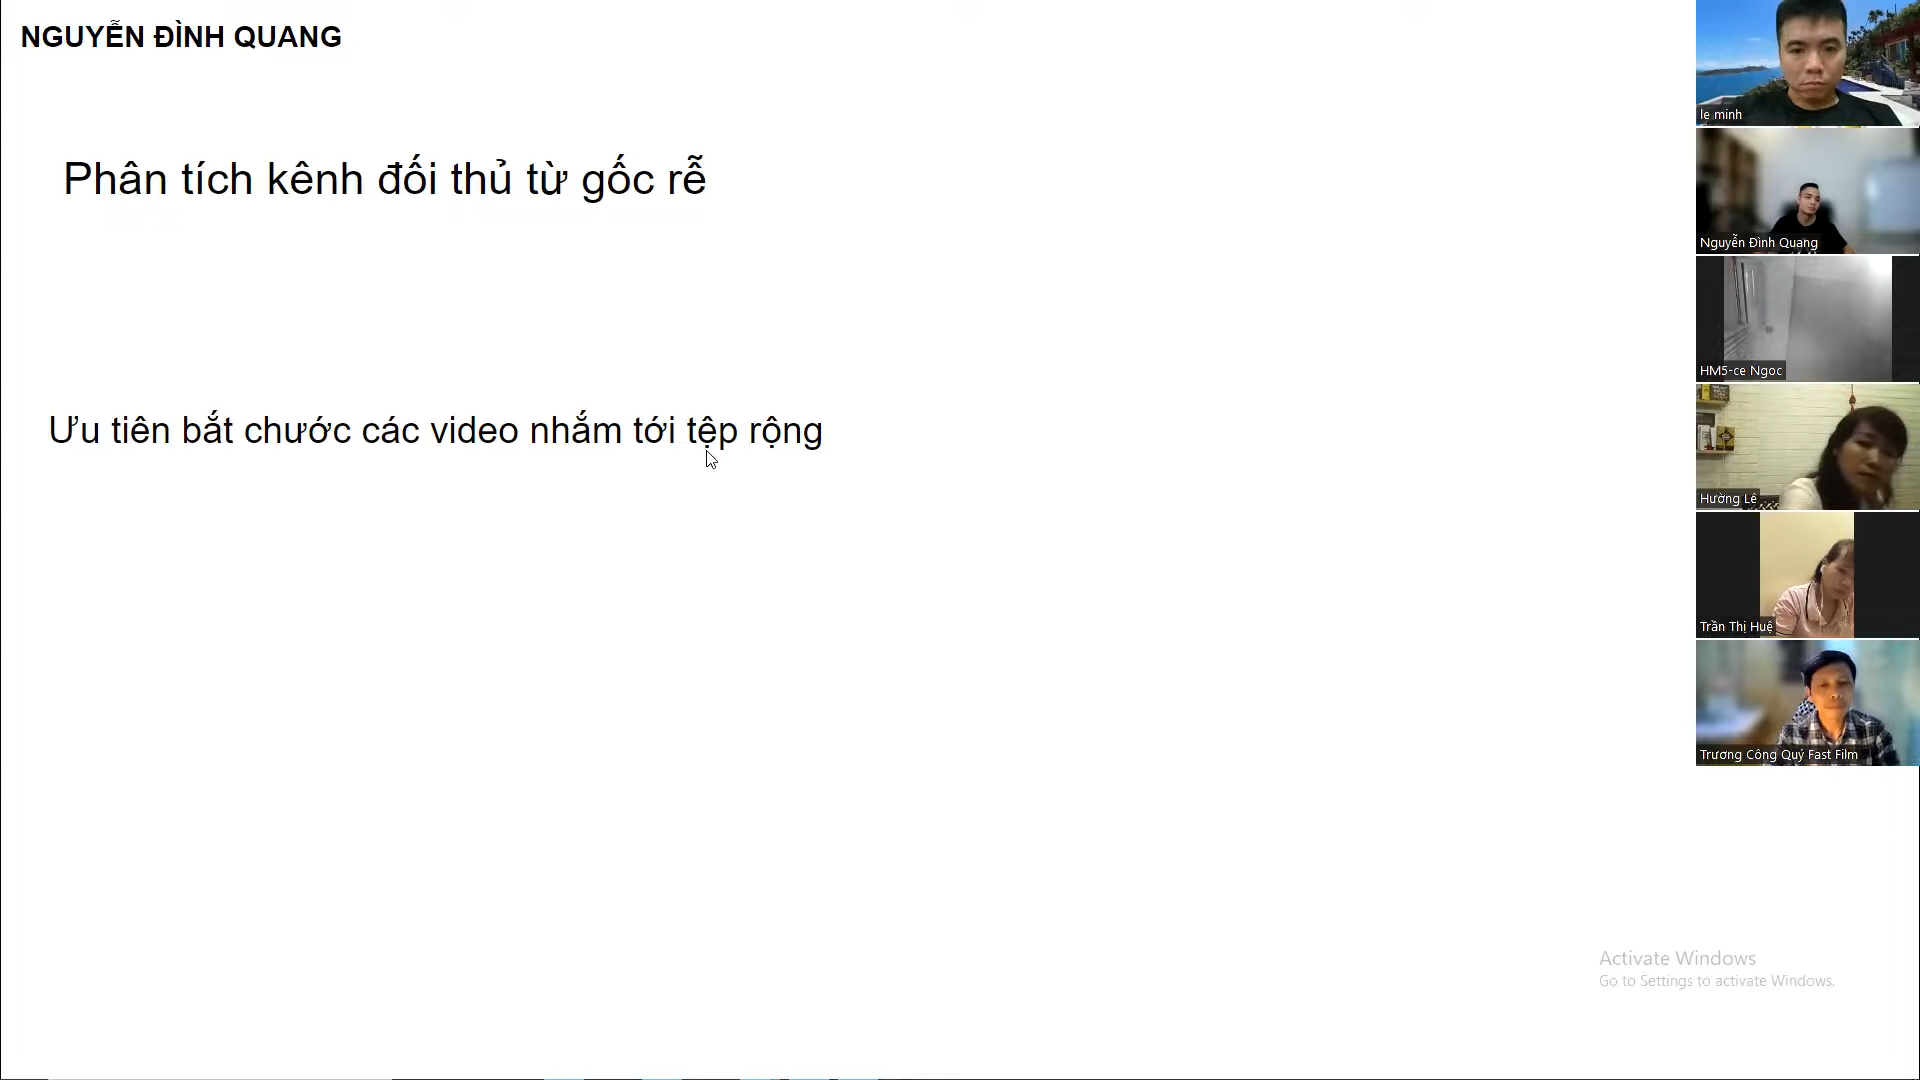 NGUYỄN ĐÌNH QUANG
Phân tích kênh đối thủ từ gốc rễ
Ưu tiên bắt chước các video nhắm tới tệp rộng
le minh
Nguyễn Đình Quang
HM5-ce Ngoc
Hường Lê
Trần Thị Huệ
Trương Công Quý Fast Film
Activate Windows
Go to Settings to activate Windows.